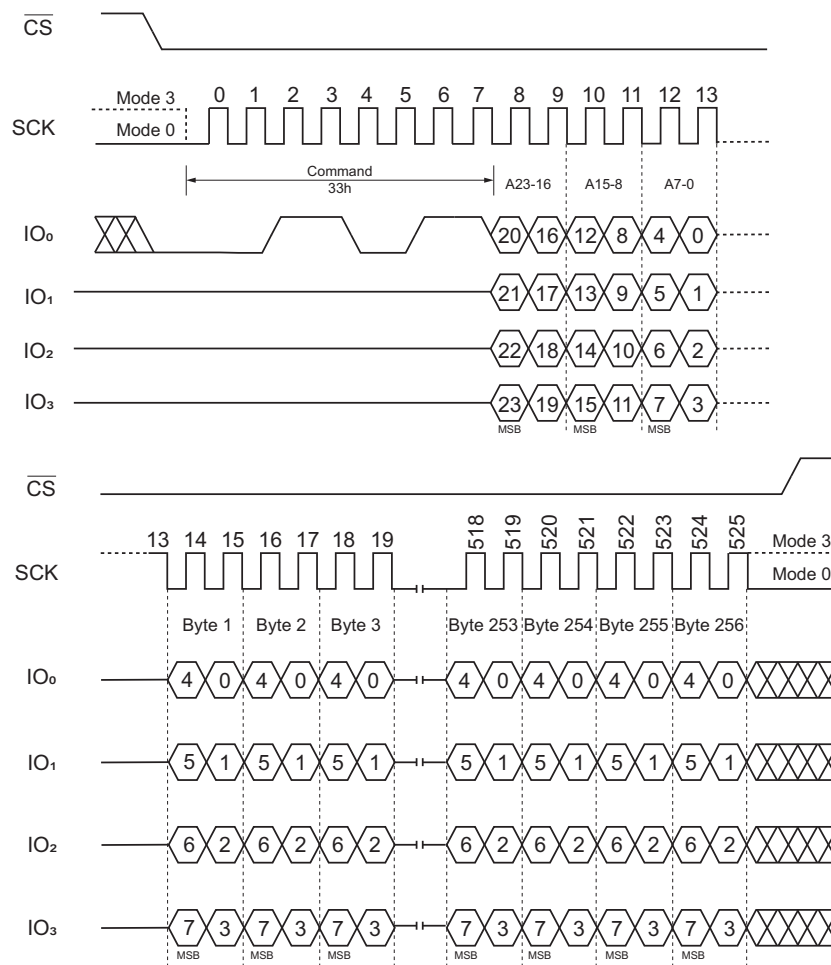 CS
0 1 2 3 4 5 6 7 8 9 10 11 12 13
Mode 3
SCK
Mode 0
Command
33h
A23-16 A15-8 A7-0
IO₀ 20 16 12 8 4 0
IO₁ 21 17 13 9 5 1
IO₂ 22 18 14 10 6 2
IO₃ 23 19 15 11 7 3
MSB MSB MSB
CS
13 14 15 16 17 18 19 518 519 520 521 522 523 524 525
Mode 3
SCK
Mode 0
Byte 1 Byte 2 Byte 3 Byte 253 Byte 254 Byte 255 Byte 256
IO₀ 4 0 4 0 4 0 4 0 4 0 4 0 4 0
IO₁ 5 1 5 1 5 1 5 1 5 1 5 1 5 1
IO₂ 6 2 6 2 6 2 6 2 6 2 6 2 6 2
IO₃ 7 3 7 3 7 3 7 3 7 3 7 3 7 3
MSB MSB MSB MSB MSB MSB MSB